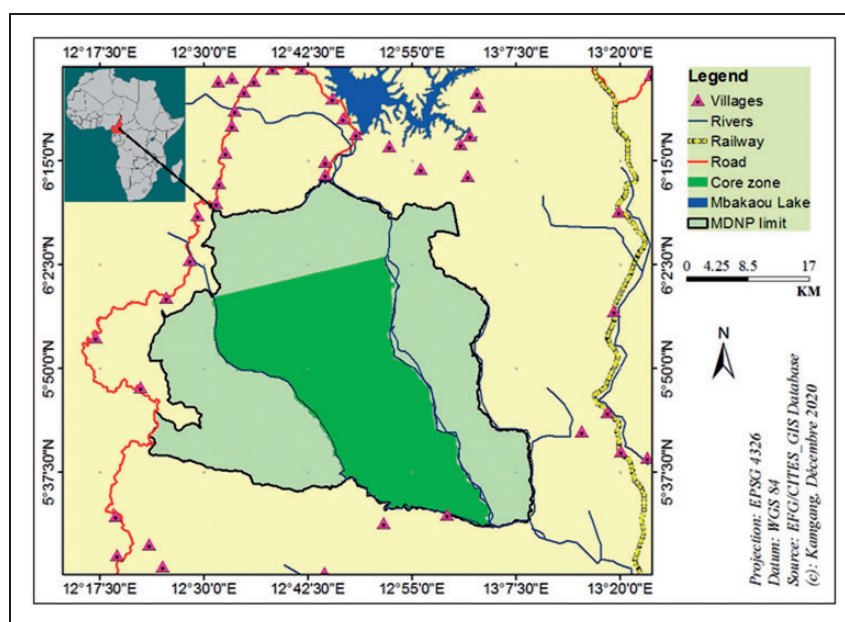 12°17'30"E 12°30'0"E 12°42'30"E 12°55'0"E 13°7'30"E 13°20'0"E
Legend
Villages
Rivers
Railway
Road
Core zone
Mbakaou Lake
MDNP limit
6°15'0"N 6°15'0"N
6°2'30"N 6°2'30"N
0 4.25 8.5 17
KM
N
5°50'0"N 5°50'0"N
5°37'30"N 5°37'30"N
Projection: EPSG 4326
Datum: WGS 84
Source: EFG/CITES_GIS Database
(c): Kamgang, Décembre 2020
12°17'30"E 12°30'0"E 12°42'30"E 12°55'0"E 13°7'30"E 13°20'0"E